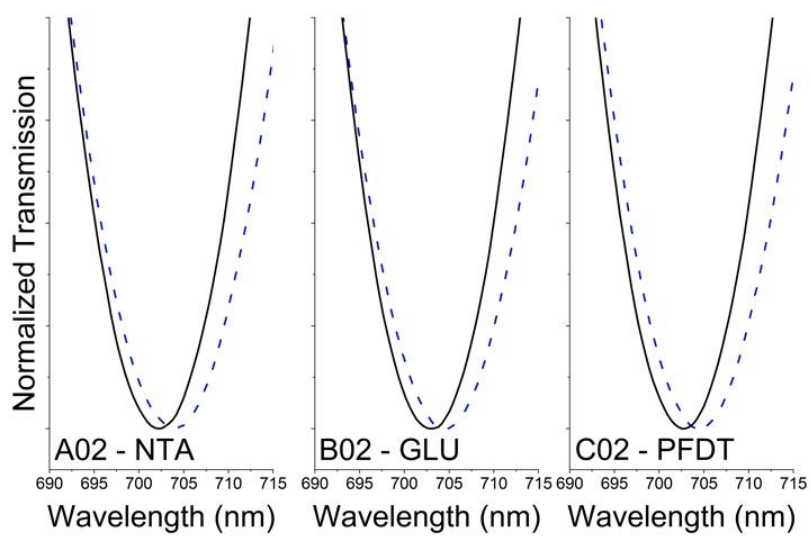 Normalized Transmission
A02 - NTA
B02 - GLU
C02 - PFDT
690 695 700 705 710 715
690 695 700 705 710 715
690 695 700 705 710 715
Wavelength (nm)
Wavelength (nm)
Wavelength (nm)